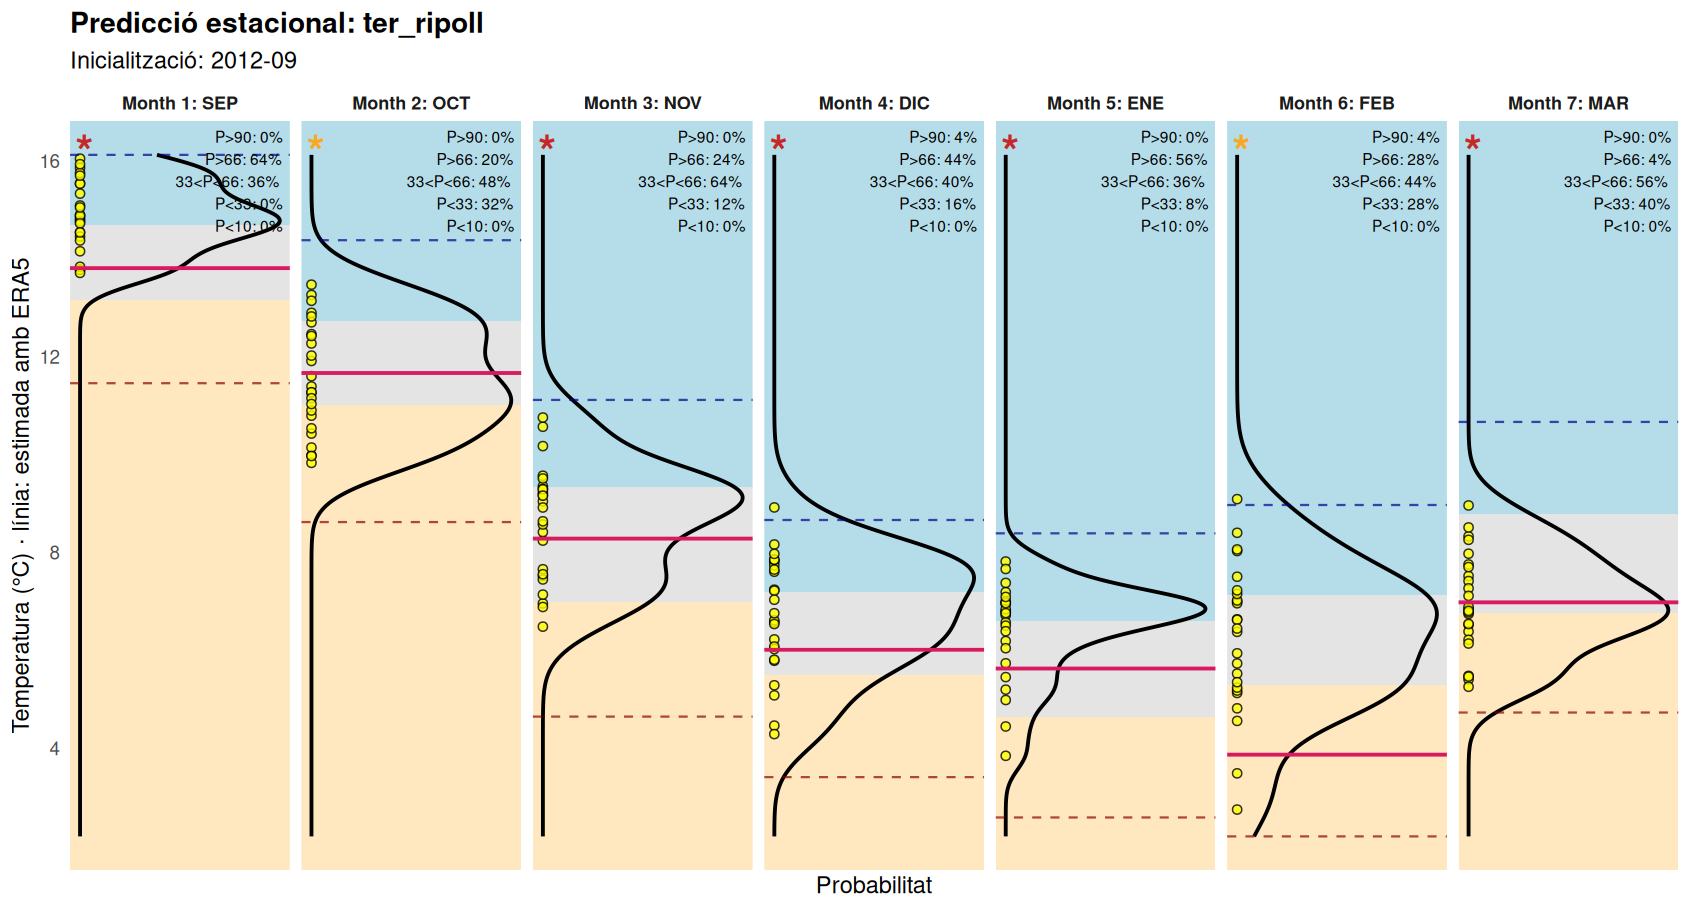 Predicció estacional: ter_ripoll
Inicialització: 2012-09
Month 1: SEP
Month 2: OCT
Month 3: NOV
Month 4: DIC
Month 5: ENE
Month 6: FEB
Month 7: MAR
P>90: 0%
P>66: 64%
33<P<66: 36%
P<33: 0%
P<10: 0%
P>90: 0%
P>66: 20%
33<P<66: 48%
P<33: 32%
P<10: 0%
P>90: 0%
P>66: 24%
33<P<66: 64%
P<33: 12%
P<10: 0%
P>90: 4%
P>66: 44%
33<P<66: 40%
P<33: 16%
P<10: 0%
P>90: 0%
P>66: 56%
33<P<66: 36%
P<33: 8%
P<10: 0%
P>90: 4%
P>66: 28%
33<P<66: 44%
P<33: 28%
P<10: 0%
P>90: 0%
P>66: 4%
33<P<66: 56%
P<33: 40%
P<10: 0%
16
12
8
4
Temperatura (°C) · línia: estimada amb ERA5
Probabilitat